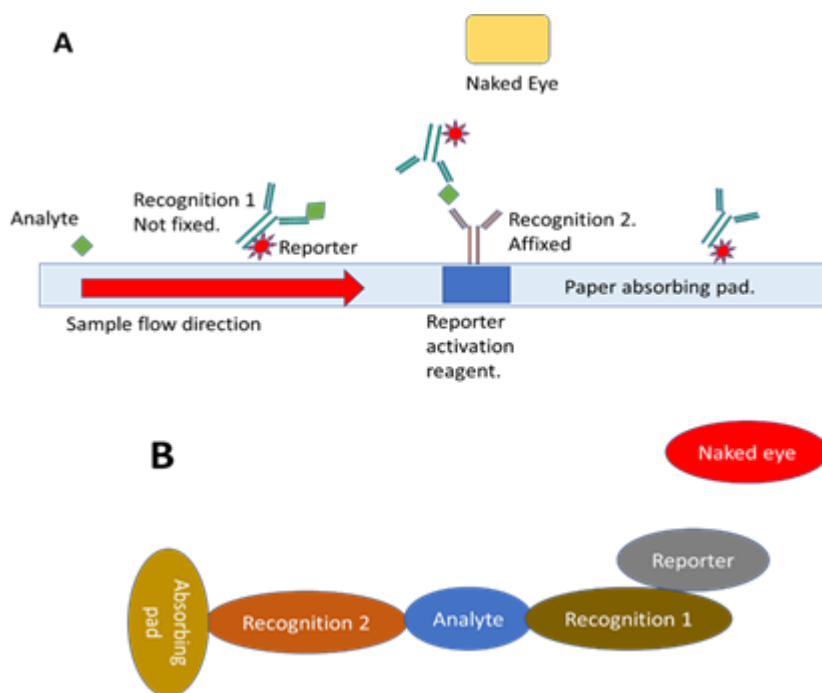 A
Naked Eye
Recognition 1
Not fixed.
Analyte
Reporter
Recognition 2.
Affixed
Paper absorbing pad.
Sample flow direction
Reporter
activation
reagent.
B
Naked eye
Reporter
Absorbing
pad
Recognition 2
Analyte
Recognition 1